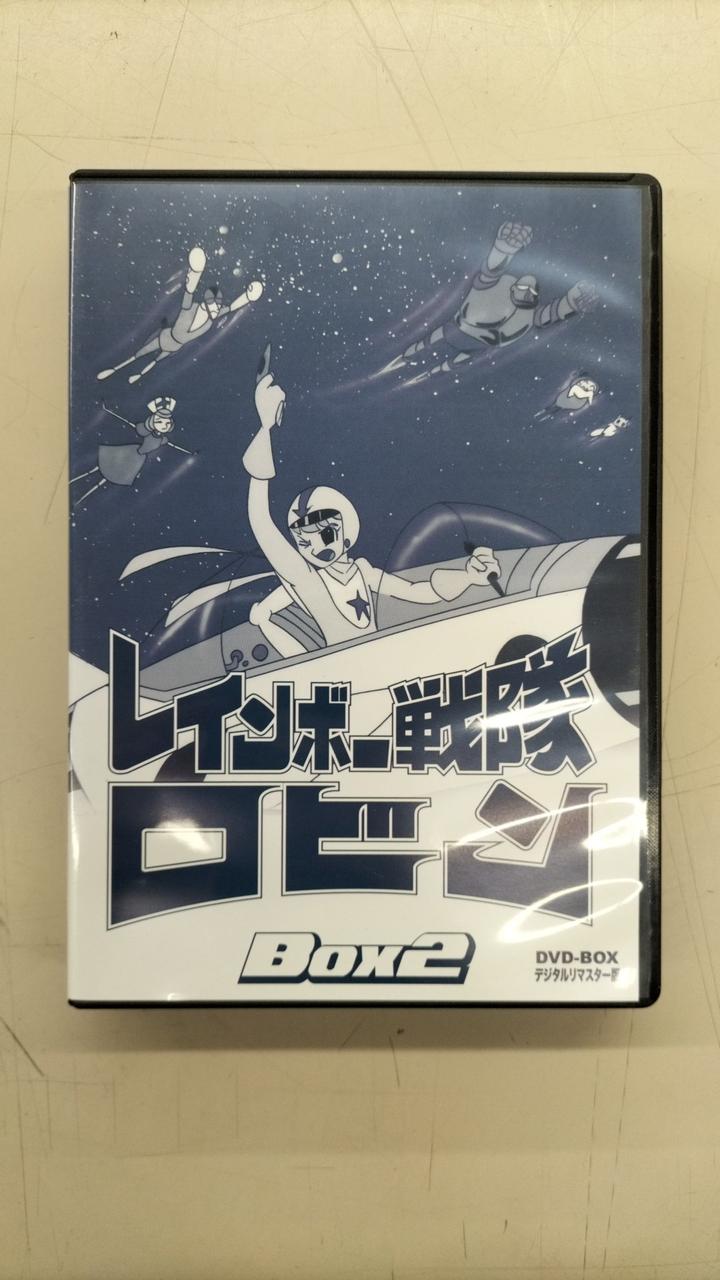 レインボー戦隊
ロビン
Box2
DVD-BOX
デジタルリマスター版